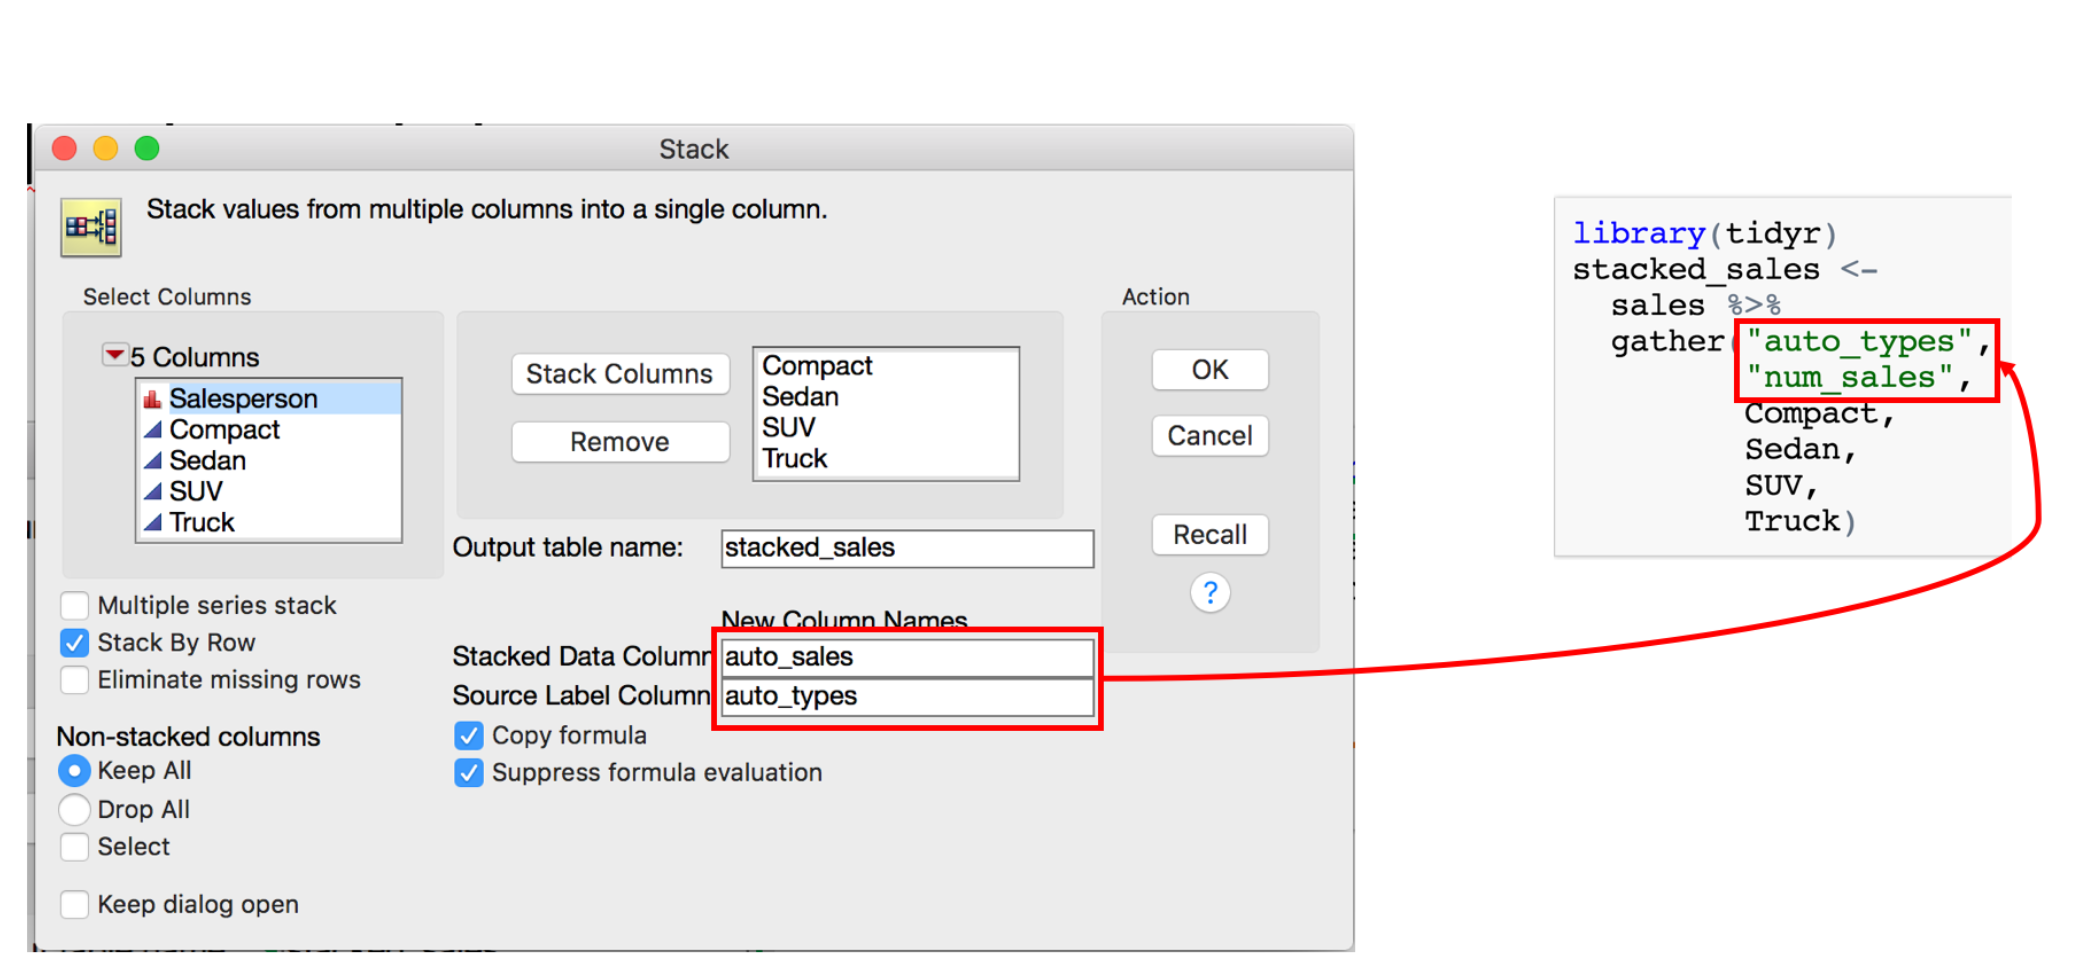 Stack
Stack values from multiple columns into a single column.
Select Columns
5 Columns
Salesperson
Compact
Sedan
SUV
Truck
Stack Columns
Remove
Compact
Sedan
SUV
Truck
Action
OK
Cancel
Recall
?
Output table name: stacked_sales
Multiple series stack
Stack By Row
Eliminate missing rows
New Column Names
Stacked Data Column auto_sales
Source Label Column auto_types
Copy formula
Suppress formula evaluation
Non-stacked columns
Keep All
Drop All
Select
Keep dialog open
library(tidyr)
stacked_sales <-
sales %>%
gather("auto_types",
"num_sales",
Compact,
Sedan,
SUV,
Truck)